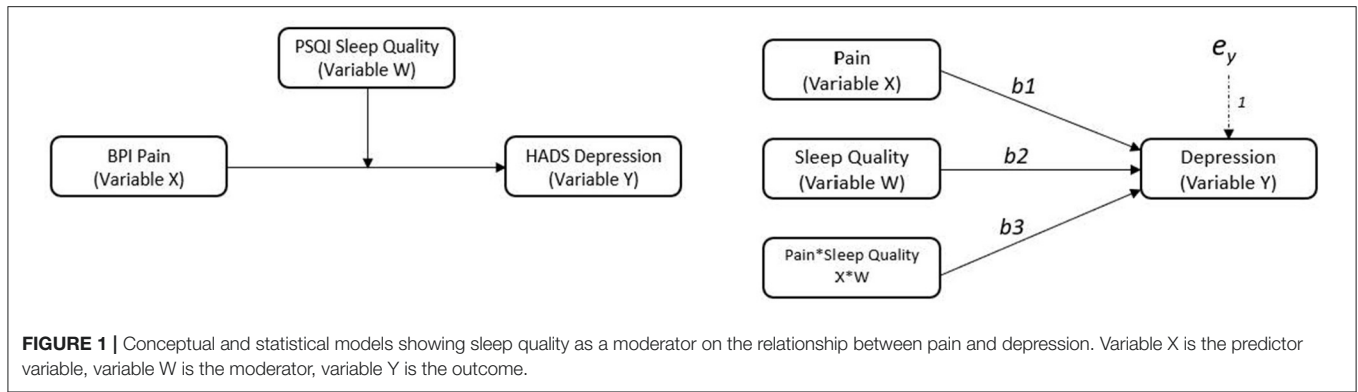 PSQI Sleep Quality
(Variable W)
BPI Pain
(Variable X)
HADS Depression
(Variable Y)
Pain
(Variable X)
b1
e_y
1
Sleep Quality
(Variable W)
b2
Depression
(Variable Y)
b3
Pain*Sleep Quality
X*W
FIGURE 1 | Conceptual and statistical models showing sleep quality as a moderator on the relationship between pain and depression. Variable X is the predictor
variable, variable W is the moderator, variable Y is the outcome.